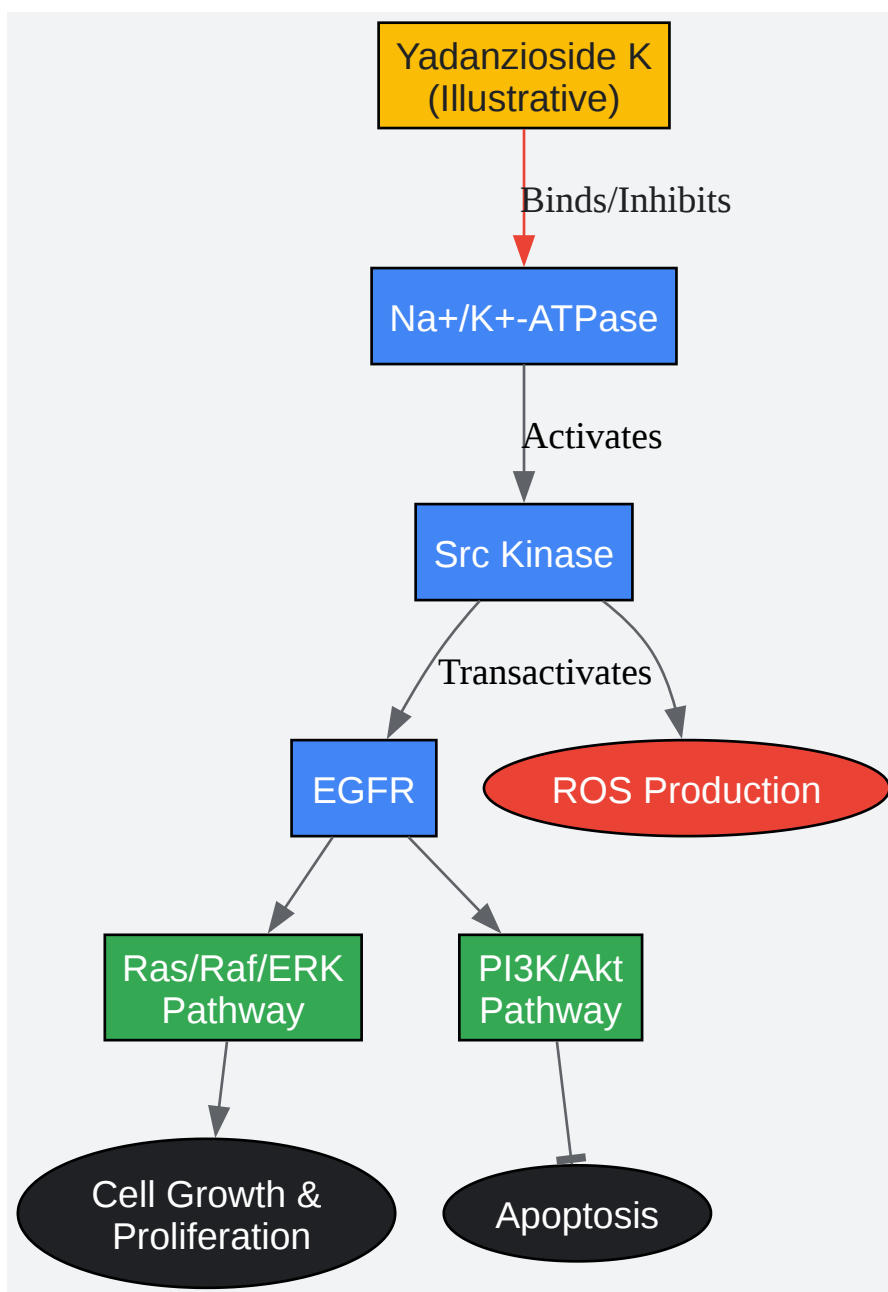 Yadanzioside K
(Illustrative)
Binds/Inhibits
Na+/K+-ATPase
Activates
Src Kinase
Transactivates
EGFR
ROS Production
Ras/Raf/ERK
Pathway
PI3K/Akt
Pathway
Cell Growth &
Proliferation
Apoptosis